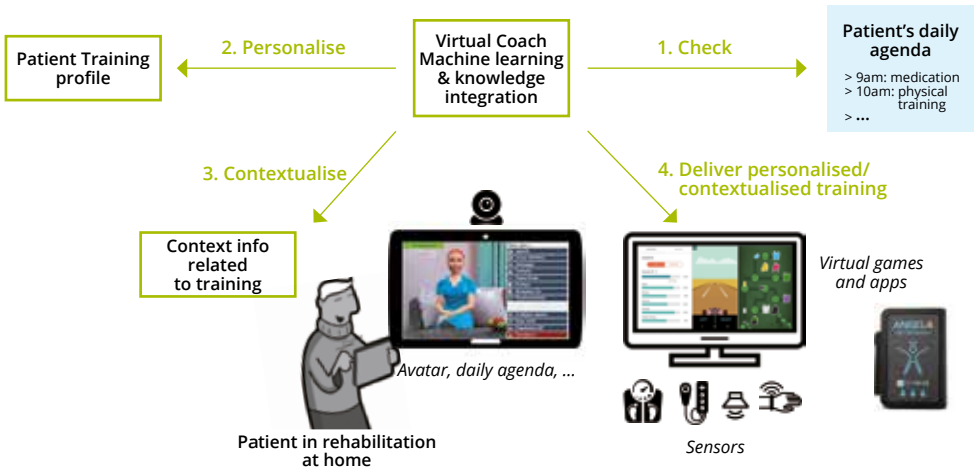 2. Personalise
Virtual Coach
Machine learning
& knowledge
integration
1. Check
Patient’s daily
agenda
> 9am: medication
> 10am: physical
training
> ...
Patient Training
profile
3. Contextualise
4. Deliver personalised/
contextualised training
Context info
related
to training
Virtual games
and apps
Avatar, daily agenda, ...
Patient in rehabilitation
at home
Sensors